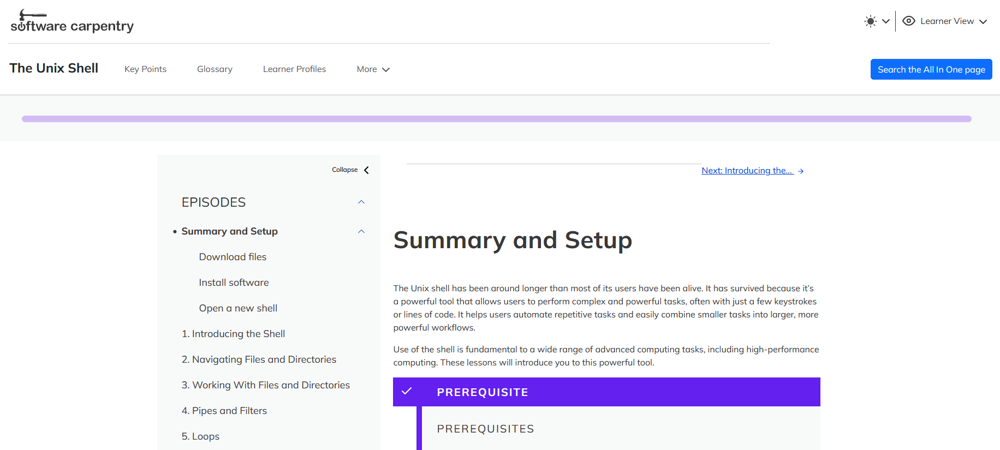 software carpentry
Learner View
The Unix Shell
Key Points
Glossary
Learner Profiles
More
Search the All In One page
Collapse
EPISODES
Summary and Setup
Download files
Install software
Open a new shell
1. Introducing the Shell
2. Navigating Files and Directories
3. Working With Files and Directories
4. Pipes and Filters
5. Loops
Next: Introducing the...
Summary and Setup
The Unix shell has been around longer than most of its users have been alive. It has survived because it’s
a powerful tool that allows users to perform complex and powerful tasks, often with just a few keystrokes
or lines of code. It helps users automate repetitive tasks and easily combine smaller tasks into larger, more
powerful workflows.
Use of the shell is fundamental to a wide range of advanced computing tasks, including high-performance
computing. These lessons will introduce you to this powerful tool.
PREREQUISITE
PREREQUISITES